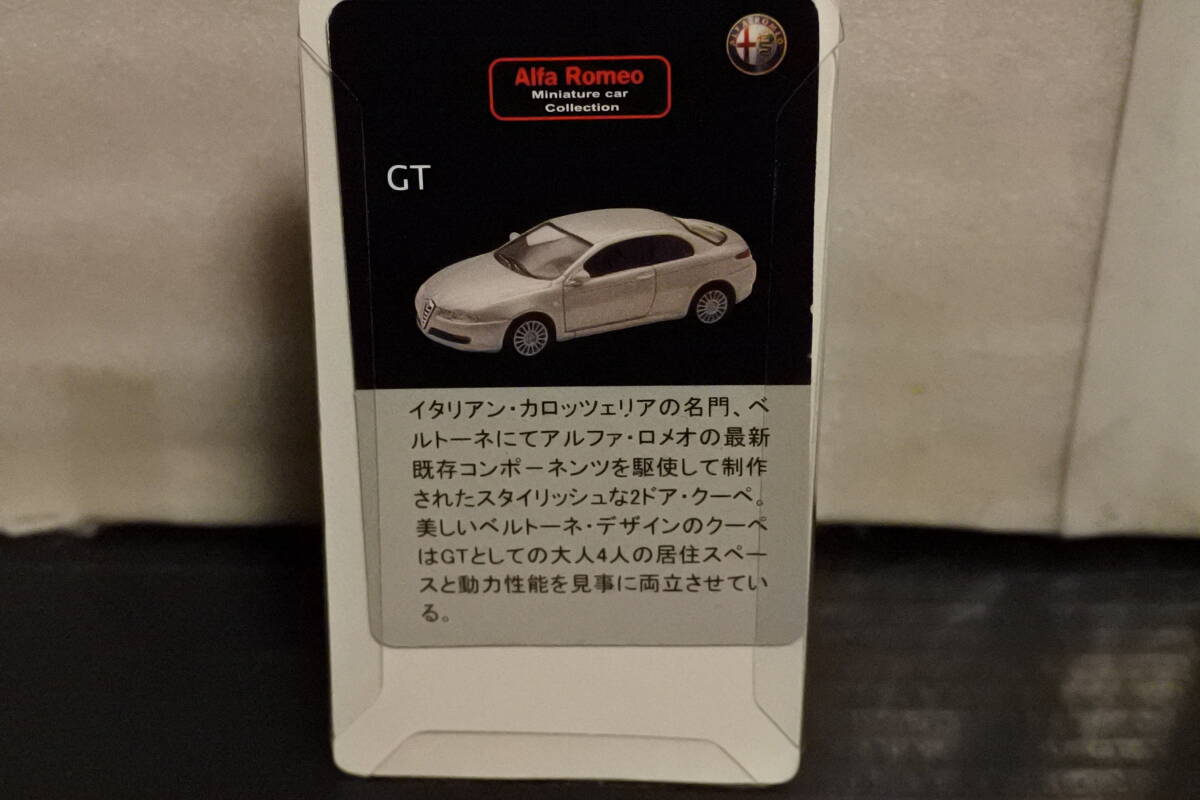 ALFA ROMEO
Alfa Romeo
Miniature car
Collection
GT
イタリアン・カロッツェリアの名門、ベ
ルトーネにてアルファ・ロメオの最新
既存コンポーネンツを駆使して制作
されたスタイリッシュな2ドア・クーペ。
美しいベルトーネ・デザインのクーペ
はGTとしての大人4人の居住スペー
スと動力性能を見事に両立させてい
る。